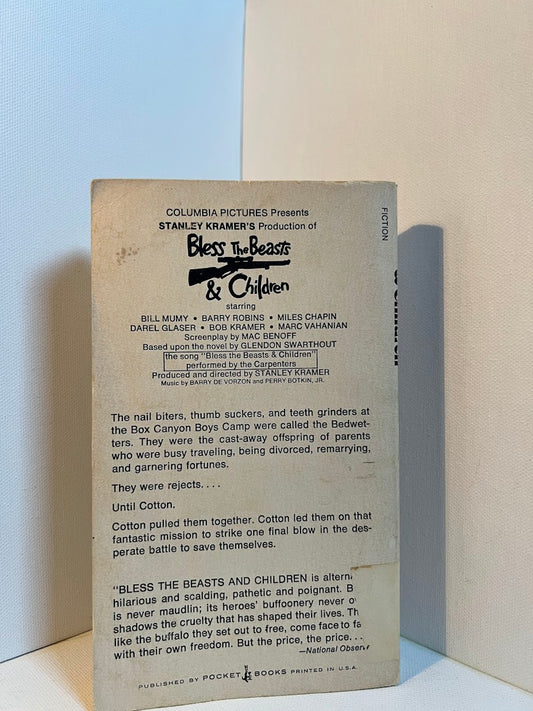 COLUMBIA PICTURES Presents
STANLEY KRAMER'S Production of
Bless The Beasts
& Children
starring
BILL MUMY • BARRY ROBINS • MILES CHAPIN
DAREL GLASER • BOB KRAMER • MARC VAHANIAN
Screenplay by MAC BENOFF
Based upon the novel by GLENDON SWARTHOUT
the song "Bless the Beasts & Children"
performed by the Carpenters
Produced and directed by STANLEY KRAMER
Music by BARRY DE VORZON and PERRY BOTKIN, JR.
FICTION
The nail biters, thumb suckers, and teeth grinders at
the Box Canyon Boys Camp were called the Bedwet-
ters. They were the cast-away offspring of parents
who were busy traveling, being divorced, remarrying,
and garnering fortunes.
They were rejects. . . .
Until Cotton.
Cotton pulled them together. Cotton led them on that
fantastic mission to strike one final blow in the des-
perate battle to save themselves.
"BLESS THE BEASTS AND CHILDREN is altern
hilarious and scalding, pathetic and poignant. B
is never maudlin; its heroes' buffoonery never o
shadows the cruelty that has shaped their lives. Th
like the buffalo they set out to free, come face to fa
with their own freedom. But the price, the price. . .
—National Observ
PUBLISHED BY POCKET BOOKS PRINTED IN U.S.A.